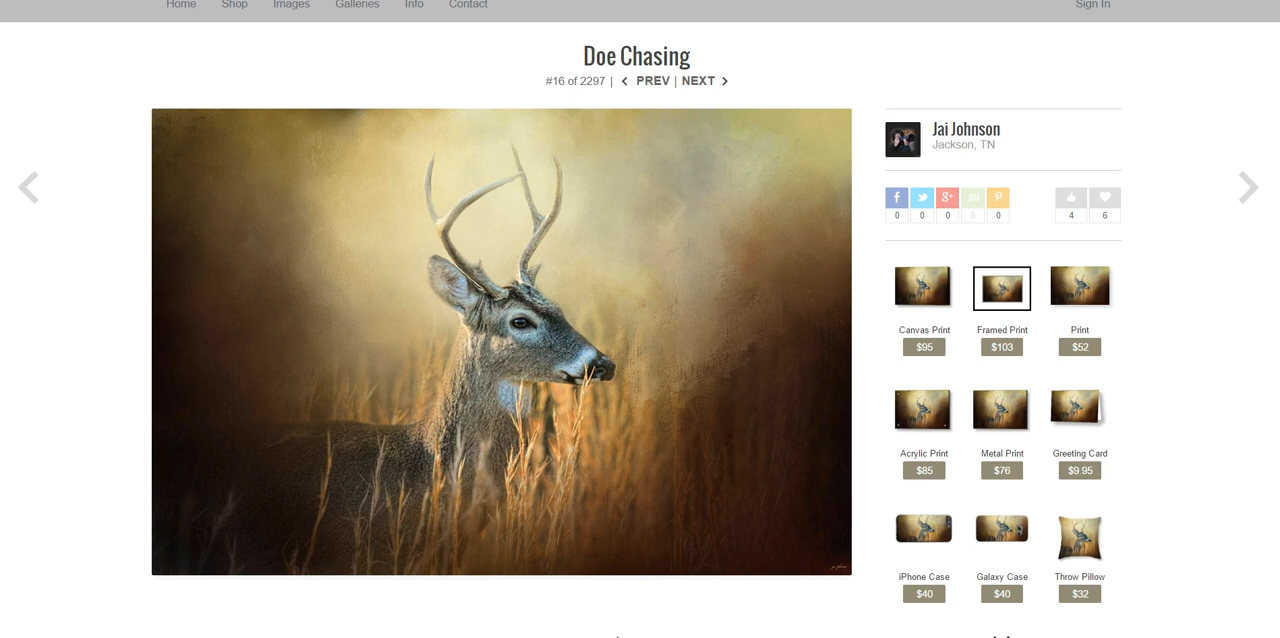 Home Shop Images Galleries Info Contact Sign In
Doe Chasing
#16 of 2297 | PREV | NEXT
Jai Johnson
Jackson, TN
f g+ su
0 0 0 0 0 4 6
Canvas Print Framed Print Print
$95 $103 $52
Acrylic Print Metal Print Greeting Card
$85 $76 $9.95
iPhone Case Galaxy Case Throw Pillow
$40 $40 $32